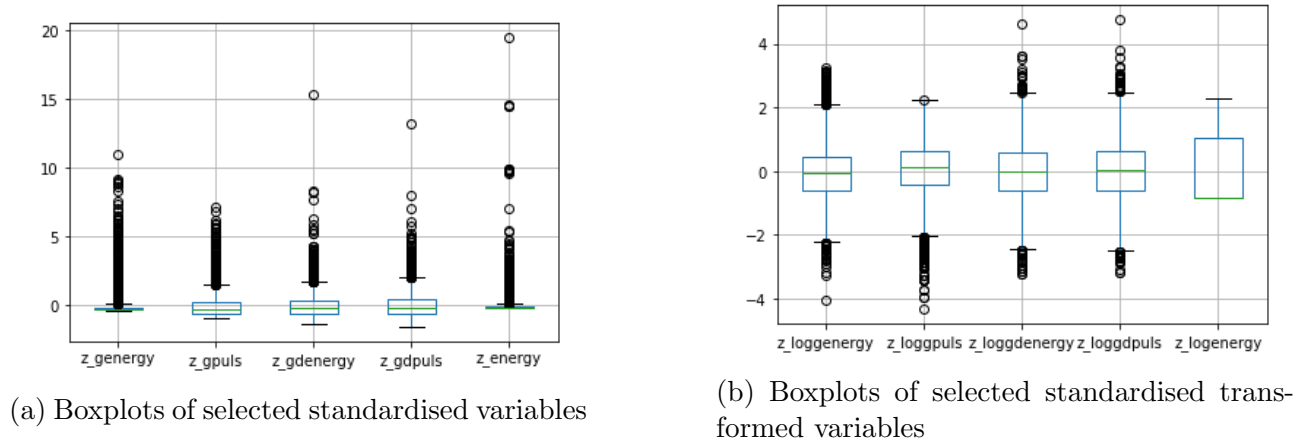 20
15
10
5
0
z_genergy z_gpuls z_gdenergy z_gdpuls z_energy
(a) Boxplots of selected standardised variables
4
2
0
−2
−4
z_loggenergy z_loggpuls z_loggdenergy z_loggdpuls z_logenergy
(b) Boxplots of selected standardised trans-
formed variables